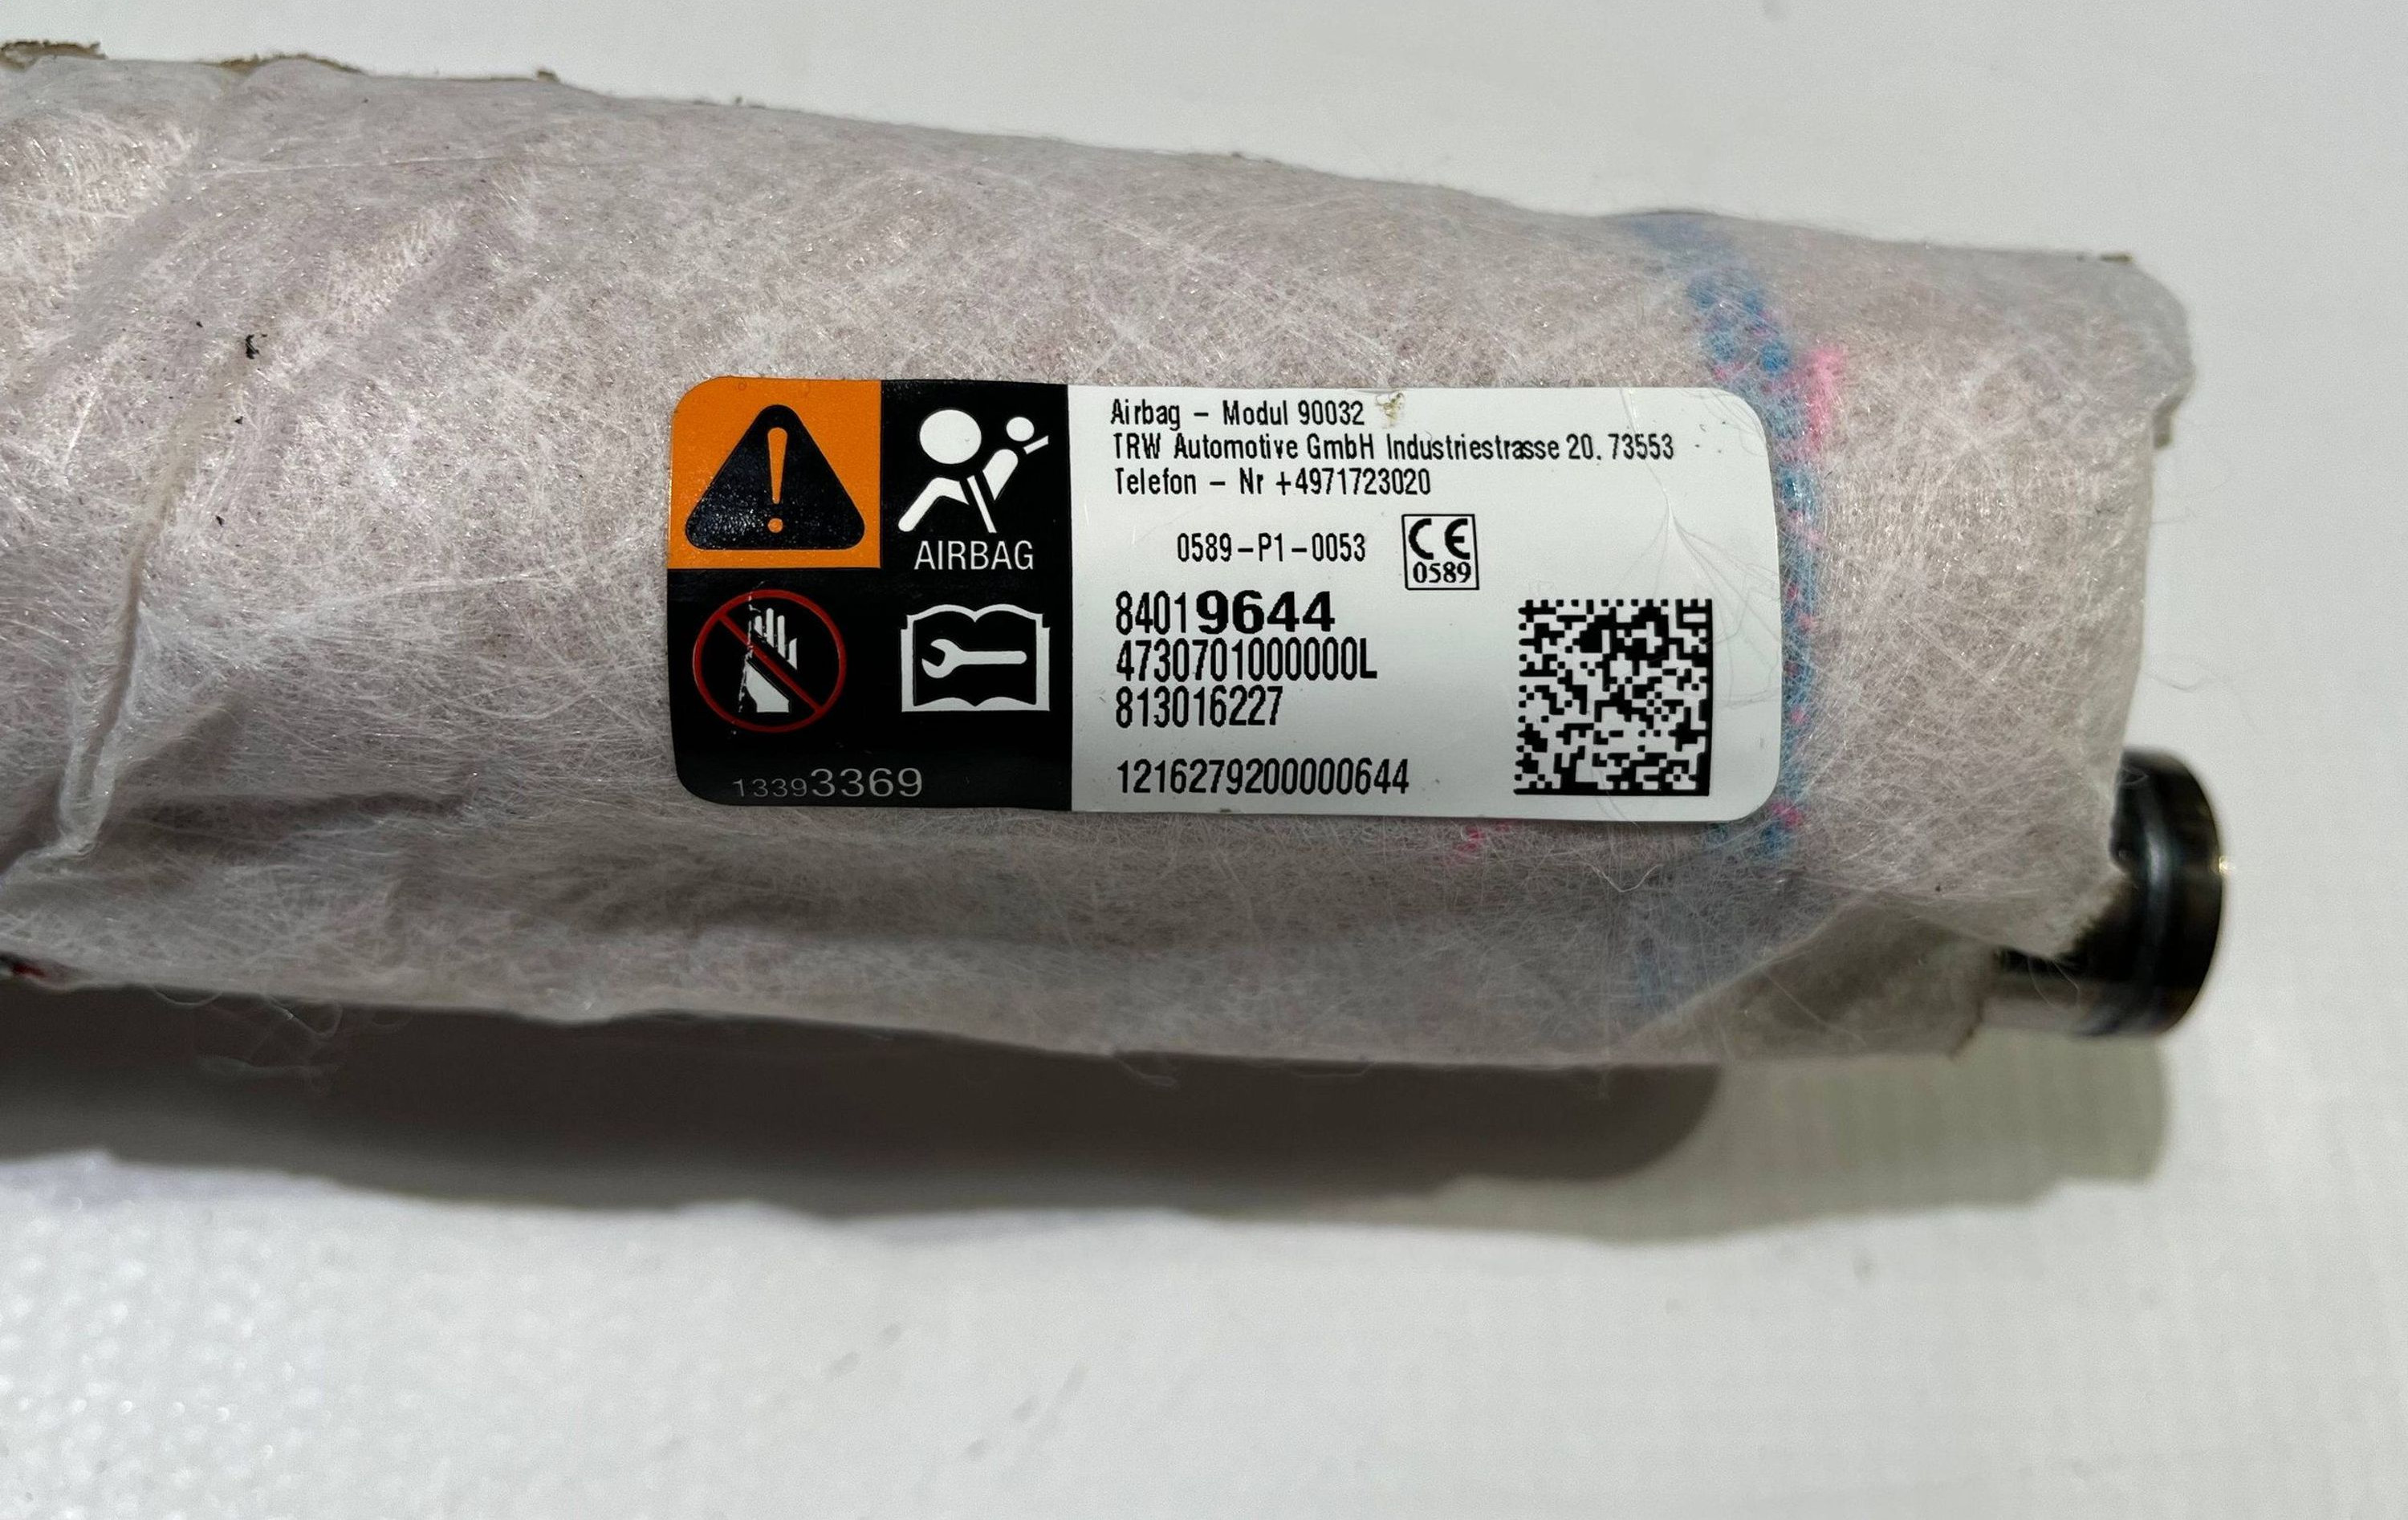 Airbag – Modul 90032
TRW Automotive GmbH Industriestrasse 20. 73553
Telefon – Nr +4971723020
AIRBAG
0589-P1-0053
CE
0589
84019644
4730701000000L
813016227
13393369
1216279200000644